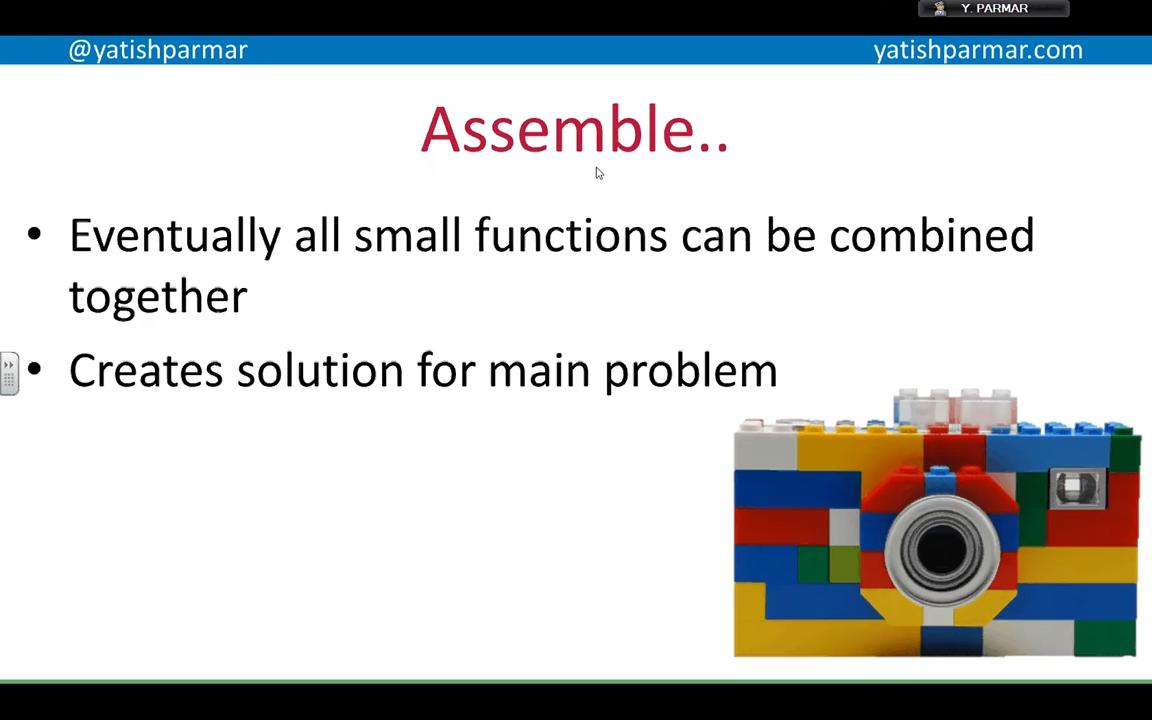 Y. PARMAR
@yatishparmar
yatishparmar.com
Assemble..
• Eventually all small functions can be combined
together
• Creates solution for main problem